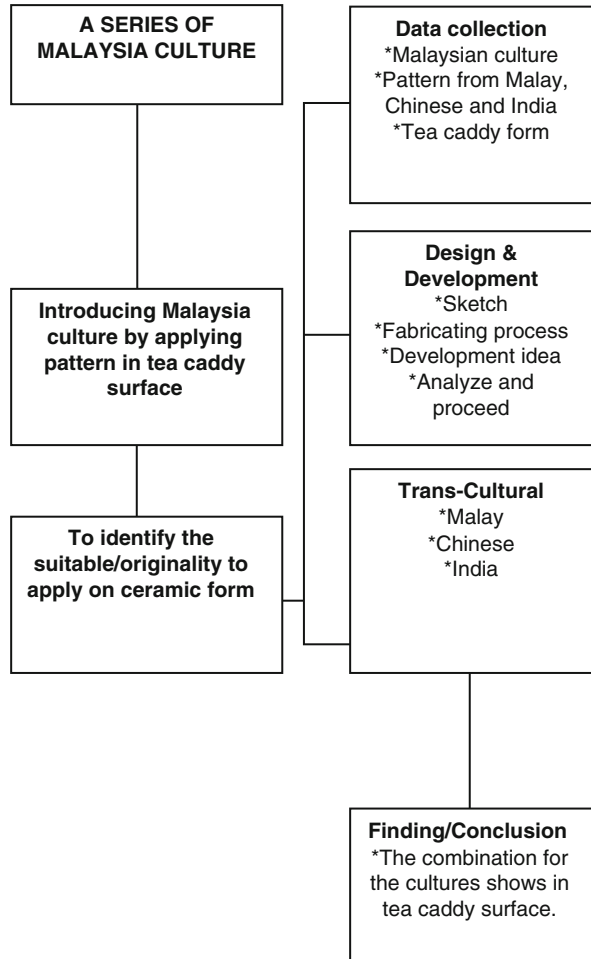 A SERIES OF
MALAYSIA CULTURE
Introducing Malaysia
culture by applying
pattern in tea caddy
surface
To identify the
suitable/originality to
apply on ceramic form
Data collection
*Malaysian culture
*Pattern from Malay,
Chinese and India
*Tea caddy form
Design &
Development
*Sketch
*Fabricating process
*Development idea
*Analyze and
proceed
Trans-Cultural
*Malay
*Chinese
*India
Finding/Conclusion
*The combination for
the cultures shows in
tea caddy surface.